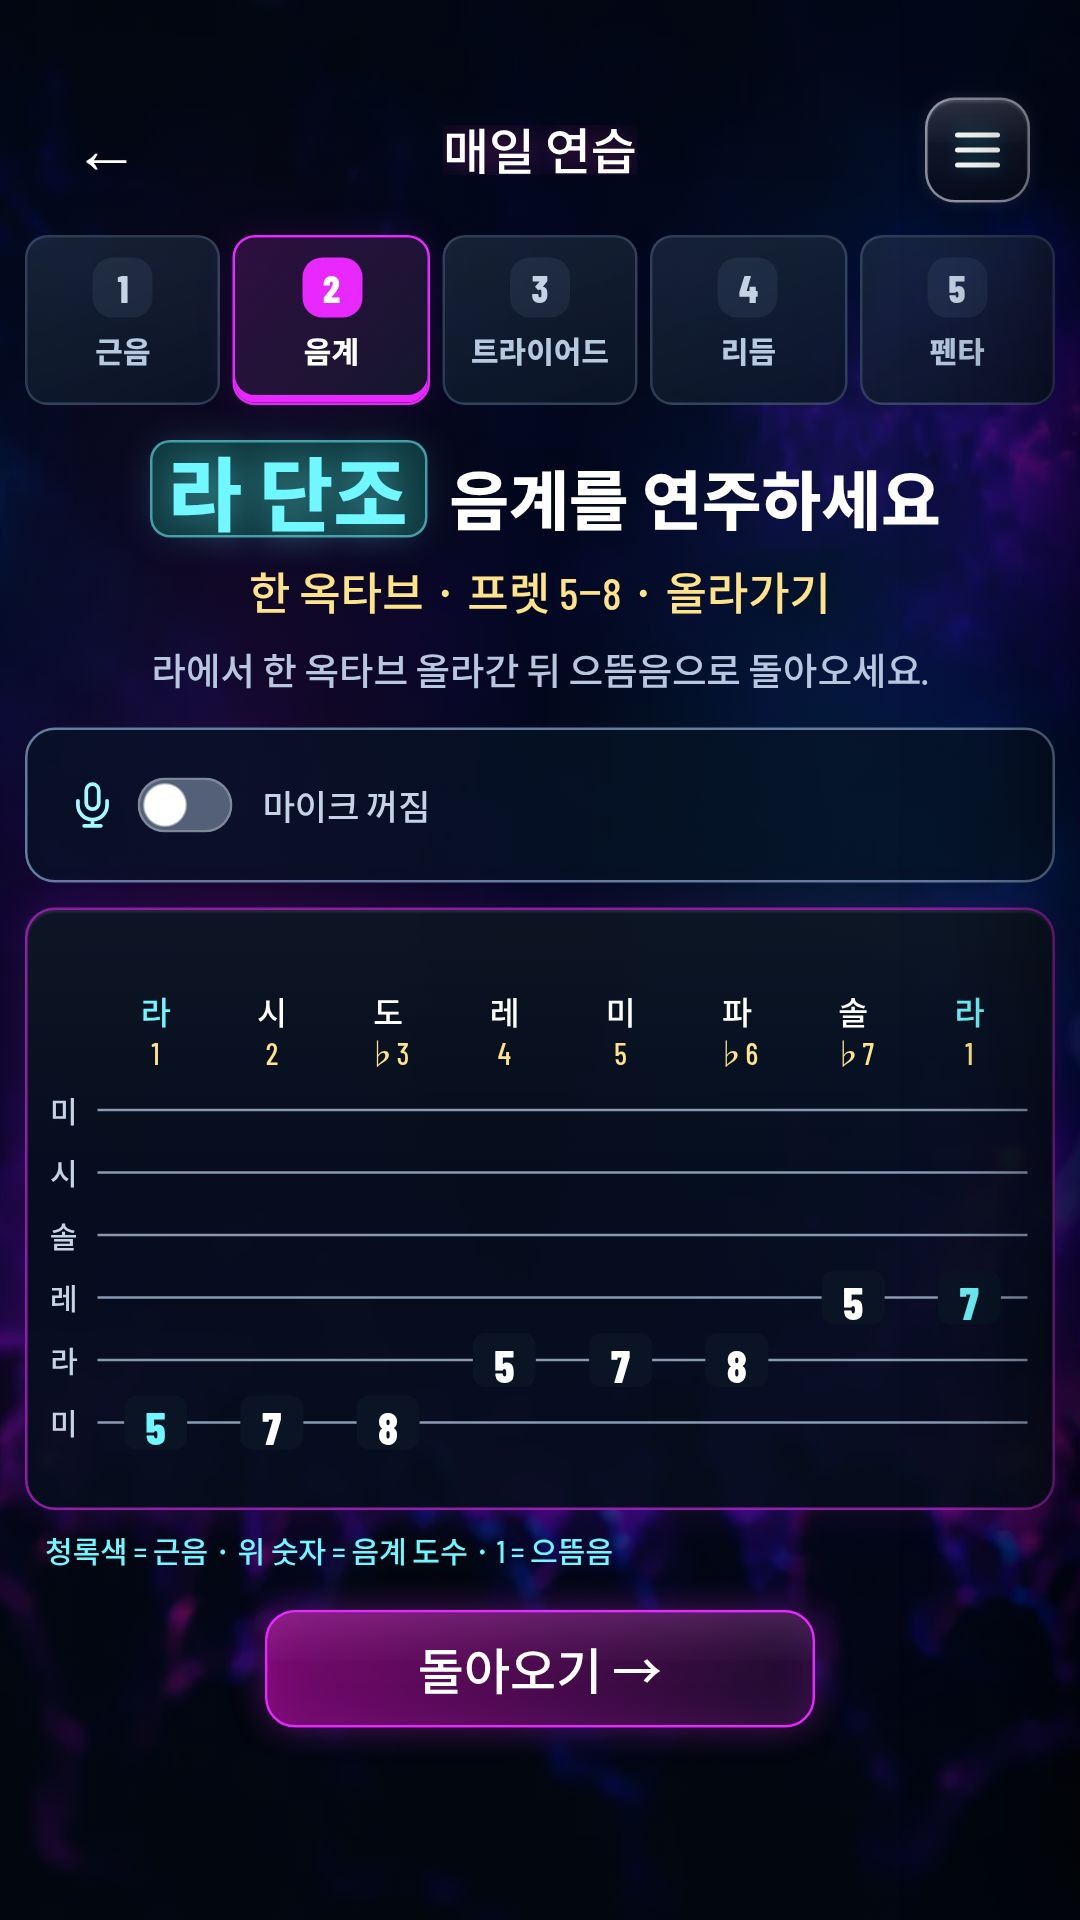 ← 매일 연습
1 2 3 4 5
근음 음계 트라이어드 리듬 펜타
라 단조 음계를 연주하세요
한 옥타브 · 프렛 5–8 · 올라가기
라에서 한 옥타브 올라간 뒤 으뜸음으로 돌아오세요.
마이크 꺼짐
라 시 도 레 미 파 솔 라
1 2 ♭3 4 5 ♭6 ♭7 1
미
시
솔
레 5 7
라 5 7 8
미 5 7 8
청록색 = 근음 · 위 숫자 = 음계 도수 · 1 = 으뜸음
돌아오기 →